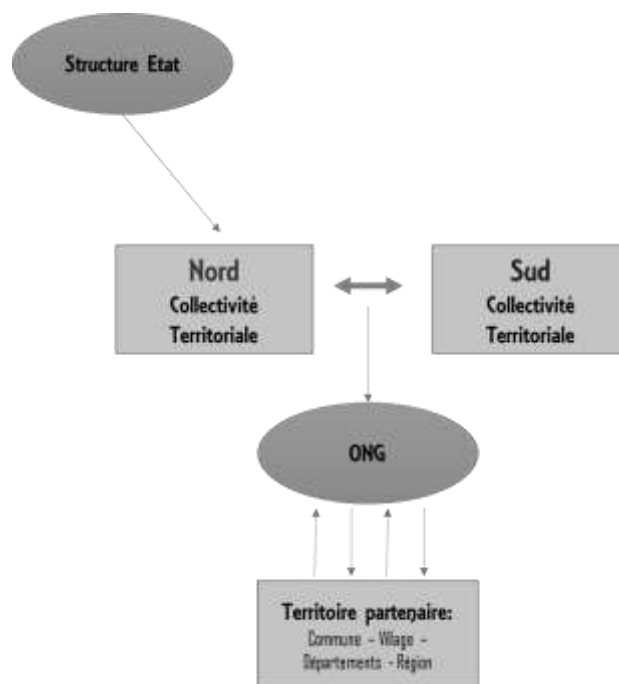 Structure Etat
Nord
Collectivité
Territoriale
Sud
Collectivité
Territoriale
ONG
Territoire partenaire:
Commune – Village –
Départements - Région